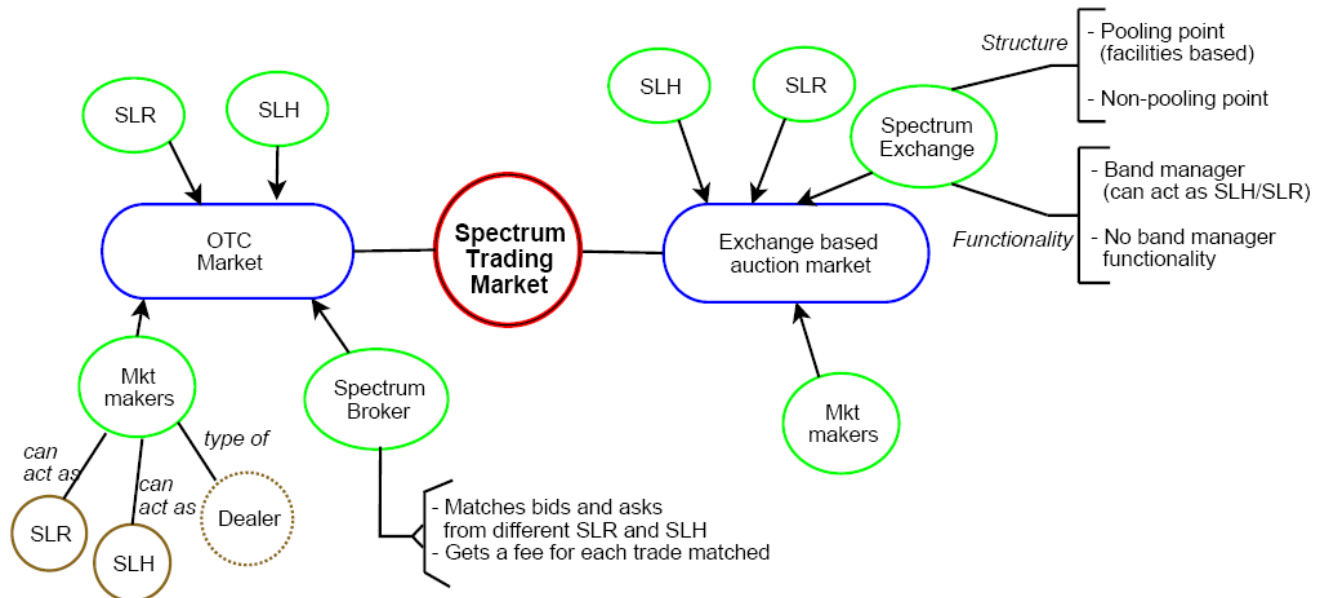 Structure
- Pooling point
(facilities based)
- Non-pooling point
SLR
SLH
SLH
SLR
Spectrum
Exchange
- Band manager
(can act as SLH/SLR)
Functionality
- No band manager
functionality
OTC
Market
Spectrum
Trading
Market
Exchange based
auction market
Mkt
makers
Spectrum
Broker
Mkt
makers
can
act as
can
act as
type of
SLR
SLH
Dealer
- Matches bids and asks
from different SLR and SLH
- Gets a fee for each trade matched